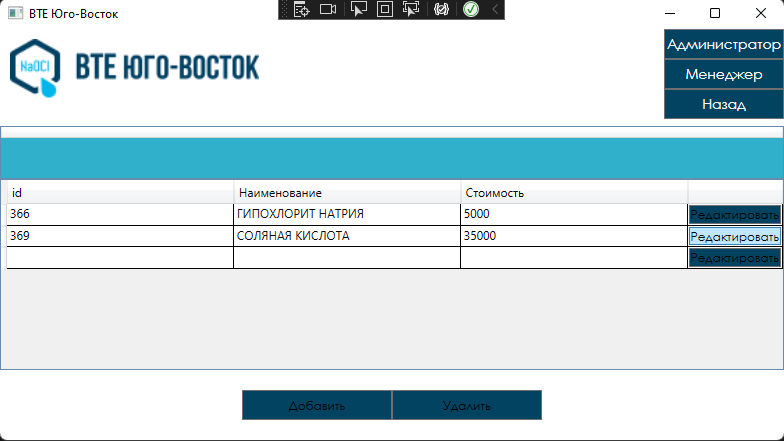 ВТЕ Юго-Восток
NaOCl
ВТЕ ЮГО-ВОСТОК
Администратор
Менеджер
Назад
id Наименование Стоимость
366 ГИПОХЛОРИТ НАТРИЯ 5000 Редактировать
369 СОЛЯНАЯ КИСЛОТА 35000 Редактировать
Редактировать
Добавить Удалить